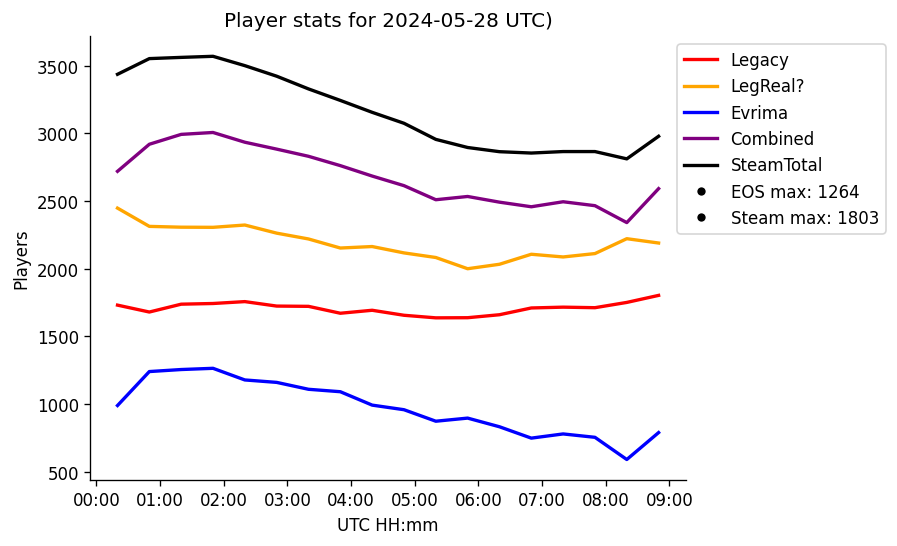 Player stats for 2024-05-28 UTC)
Legacy
LegReal?
Evrima
Combined
SteamTotal
EOS max: 1264
Steam max: 1803
Players
3500
3000
2500
2000
1500
1000
500
00:00 01:00 02:00 03:00 04:00 05:00 06:00 07:00 08:00 09:00
UTC HH:mm